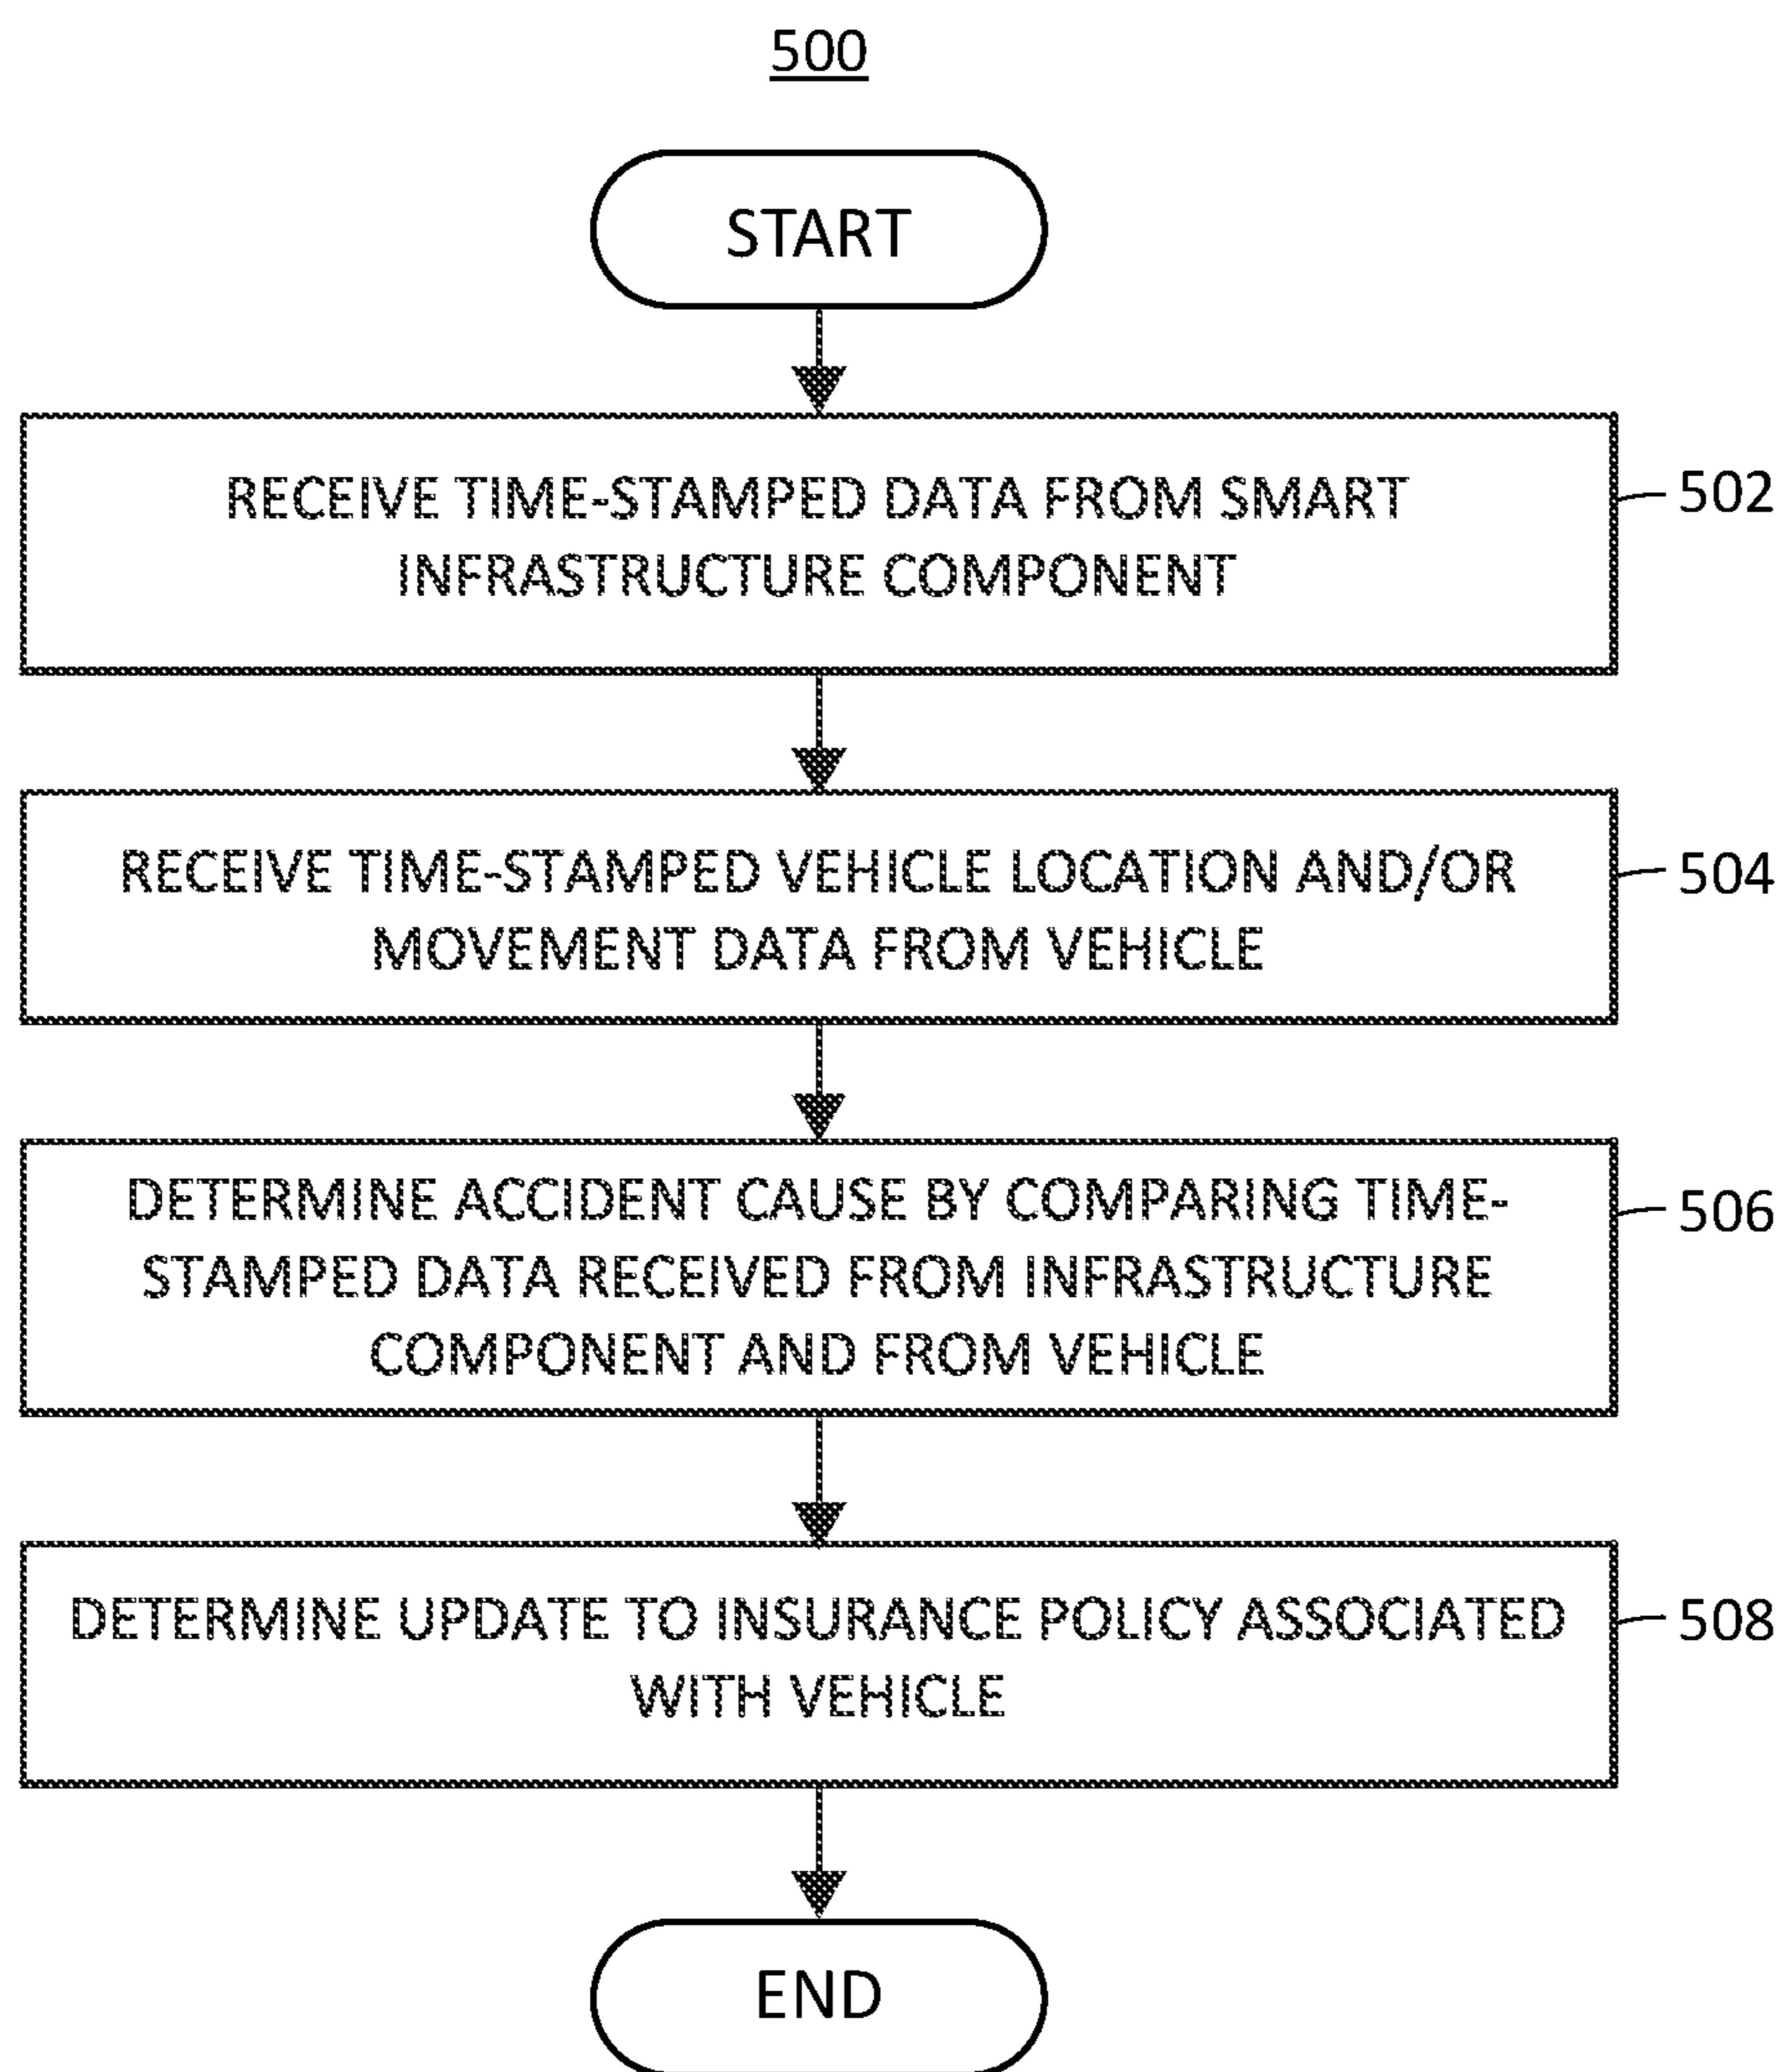 500
START
RECEIVE TIME-STAMPED DATA FROM SMART
INFRASTRUCTURE COMPONENT
502
RECEIVE TIME-STAMPED VEHICLE LOCATION AND/OR
MOVEMENT DATA FROM VEHICLE
504
DETERMINE ACCIDENT CAUSE BY COMPARING TIME-
STAMPED DATA RECEIVED FROM INFRASTRUCTURE
COMPONENT AND FROM VEHICLE
506
DETERMINE UPDATE TO INSURANCE POLICY ASSOCIATED
WITH VEHICLE
508
END